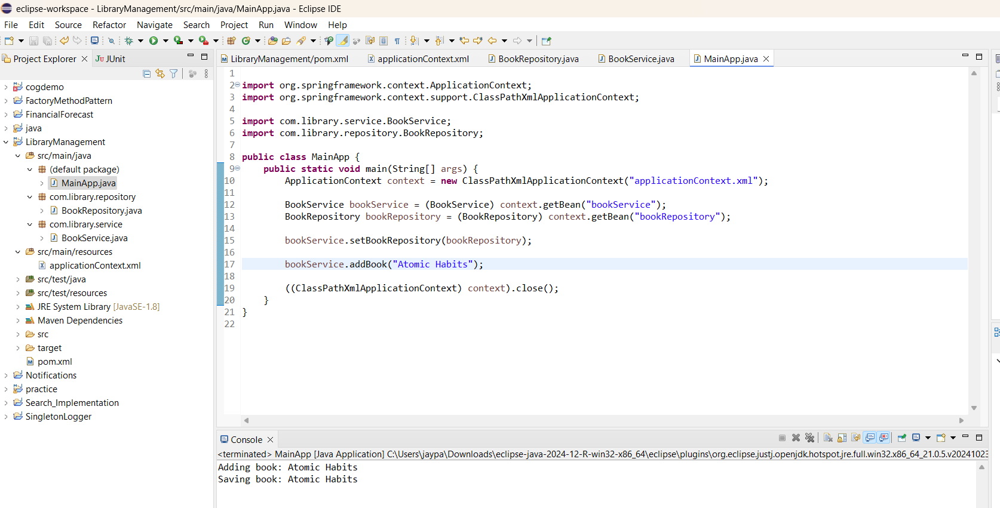 eclipse-workspace - LibraryManagement/src/main/java/MainApp.java - Eclipse IDE
File Edit Source Refactor Navigate Search Project Run Window Help
Project Explorer JUnit
cogdemo
FactoryMethodPattern
FinancialForecast
java
LibraryManagement
src/main/java
(default package)
MainApp.java
com.library.repository
BookRepository.java
com.library.service
BookService.java
src/main/resources
applicationContext.xml
src/test/java
src/test/resources
JRE System Library [JavaSE-1.8]
Maven Dependencies
src
target
pom.xml
Notifications
practice
Search_Implementation
SingletonLogger
LibraryManagement/pom.xml applicationContext.xml BookRepository.java BookService.java MainApp.java
1
2 import org.springframework.context.ApplicationContext;
3 import org.springframework.context.support.ClassPathXmlApplicationContext;
4
5 import com.library.service.BookService;
6 import com.library.repository.BookRepository;
7
8 public class MainApp {
9 public static void main(String[] args) {
10 ApplicationContext context = new ClassPathXmlApplicationContext("applicationContext.xml");
11
12 BookService bookService = (BookService) context.getBean("bookService");
13 BookRepository bookRepository = (BookRepository) context.getBean("bookRepository");
14
15 bookService.setBookRepository(bookRepository);
16
17 bookService.addBook("Atomic Habits");
18
19 ((ClassPathXmlApplicationContext) context).close();
20 }
21 }
22
Console
<terminated> MainApp [Java Application] C:\Users\jaypa\Downloads\eclipse-java-2024-12-R-win32-x86_64\eclipse\plugins\org.eclipse.justj.openjdk.hotspot.jre.full.win32.x86_64_21.0.5.v20241023
Adding book: Atomic Habits
Saving book: Atomic Habits